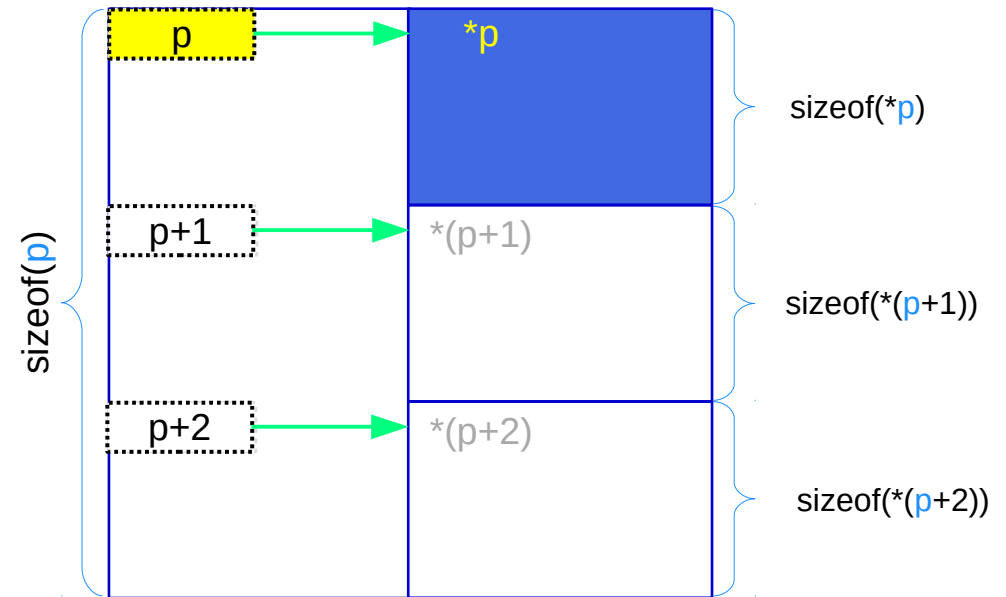 p
*p
sizeof(*p)
sizeof(p)
p+1
*(p+1)
sizeof(*(p+1))
p+2
*(p+2)
sizeof(*(p+2))